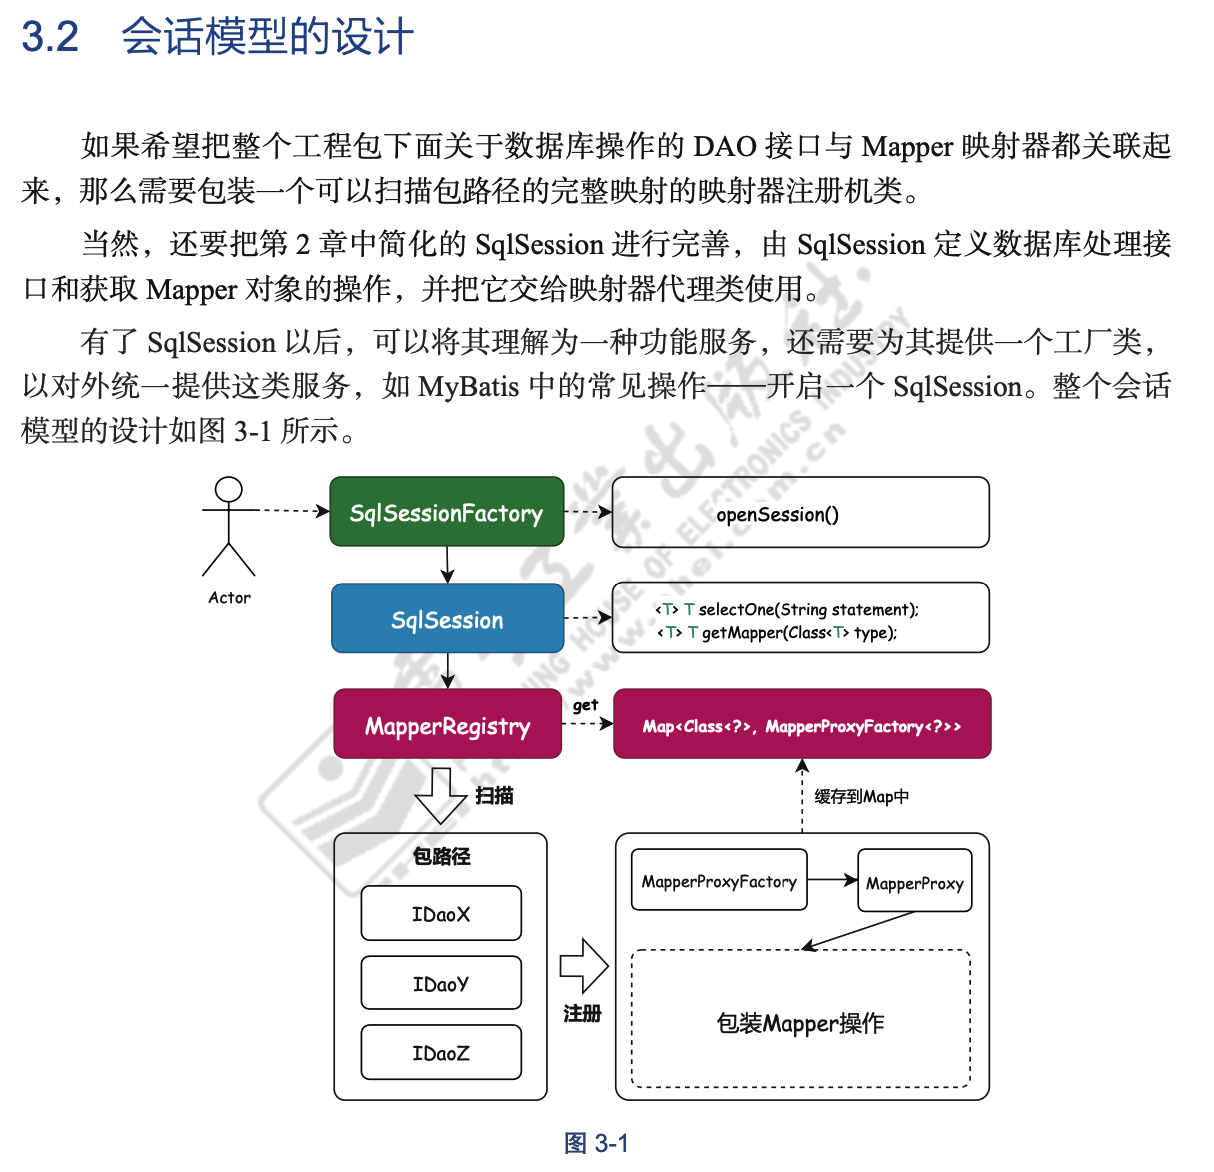 3.2 会话模型的设计
如果希望把整个工程包下面关于数据库操作的 DAO 接口与 Mapper 映射器都关联起
来，那么需要包装一个可以扫描包路径的完整映射的映射器注册机类。
当然，还要把第 2 章中简化的 SqlSession 进行完善，由 SqlSession 定义数据库处理接
口和获取 Mapper 对象的操作，并把它交给映射器代理类使用。
有了 SqlSession 以后，可以将其理解为一种功能服务，还需要为其提供一个工厂类，
以对外统一提供这类服务，如 MyBatis 中的常见操作——开启一个 SqlSession。整个会话
模型的设计如图 3-1 所示。
Actor
SqlSessionFactory
openSession()
SqlSession
<T> T selectOne(String statement);
<T> T getMapper(Class<T> type);
MapperRegistry
get
Map<Class<?>, MapperProxyFactory<?>>
扫描
缓存到Map中
包路径
IDaoX
IDaoY
IDaoZ
注册
MapperProxyFactory
MapperProxy
包装Mapper操作
图 3-1